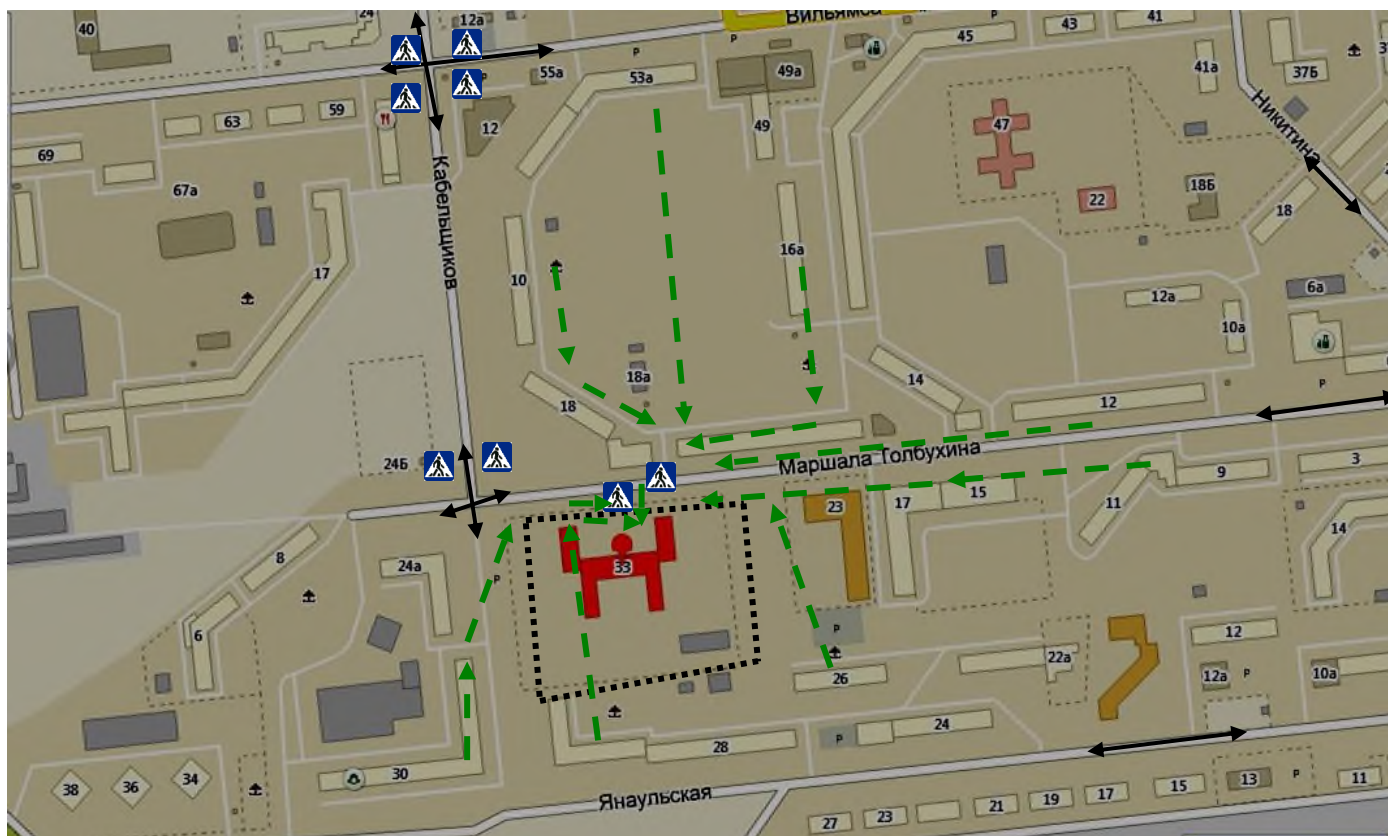 24
12а
Вильямса
43
41
40
45
Р
Р
Р
49а
55а
53а
41а
37Б
63
59
12
49
47
Никитина
69
67а
Кабельщиков
18Б
22
18
17
10
16а
6а
12а
10а
18а
14
18
12
24Б
Маршала Толбухина
9
3
11
17
15
23
14
8
24а
33
Р
6
Р
12
22а
26
12а
Р
10а
24
Р
28
30
34
36
38
Янаульская
13
Р
11
15
17
19
21
23
27